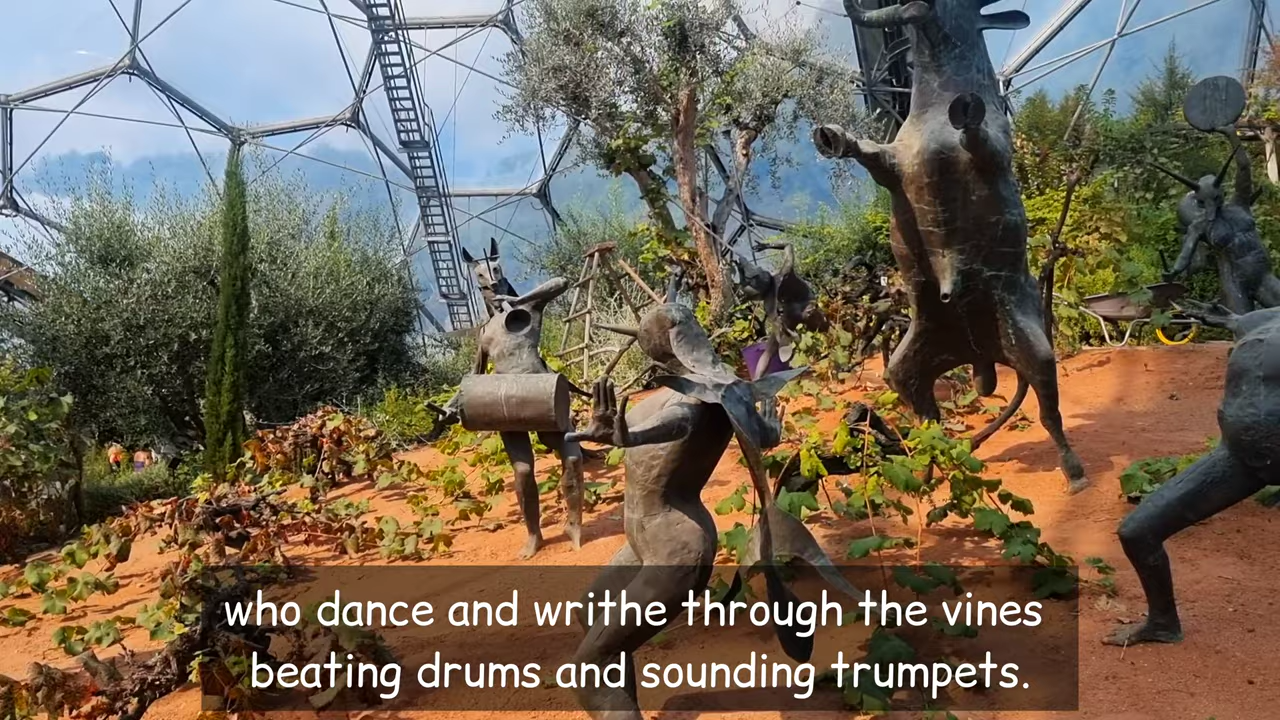 who dance and writhe through the vines
beating drums and sounding trumpets.